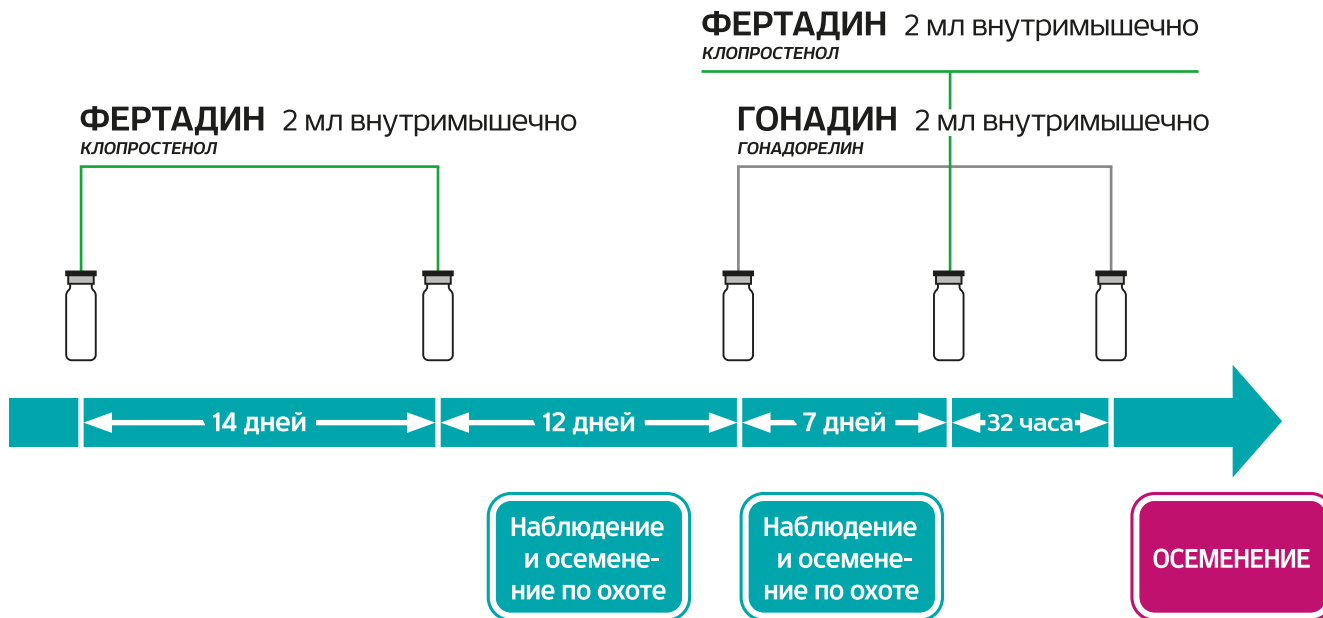 ФЕРТАДИН 2 мл внутримышечно
КЛОПРОСТЕНОЛ
ФЕРТАДИН 2 мл внутримышечно
КЛОПРОСТЕНОЛ
ГОНАДИН 2 мл внутримышечно
ГОНАДОРЕЛИН
14 дней
12 дней
7 дней
32 часа
Наблюдение
и осемене-
ние по охоте
Наблюдение
и осемене-
ние по охоте
ОСЕМЕНЕНИЕ